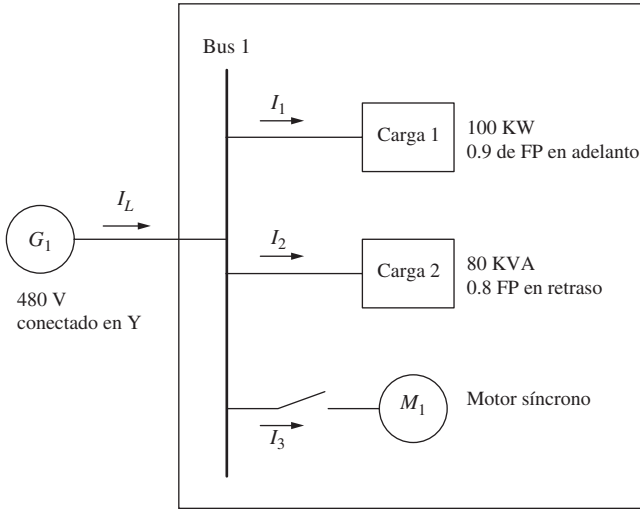 Bus 1
I1
Carga 1
100 KW
0.9 de FP en adelanto
IL
G1
480 V
conectado en Y
I2
Carga 2
80 KVA
0.8 FP en retraso
I3
M1
Motor síncrono